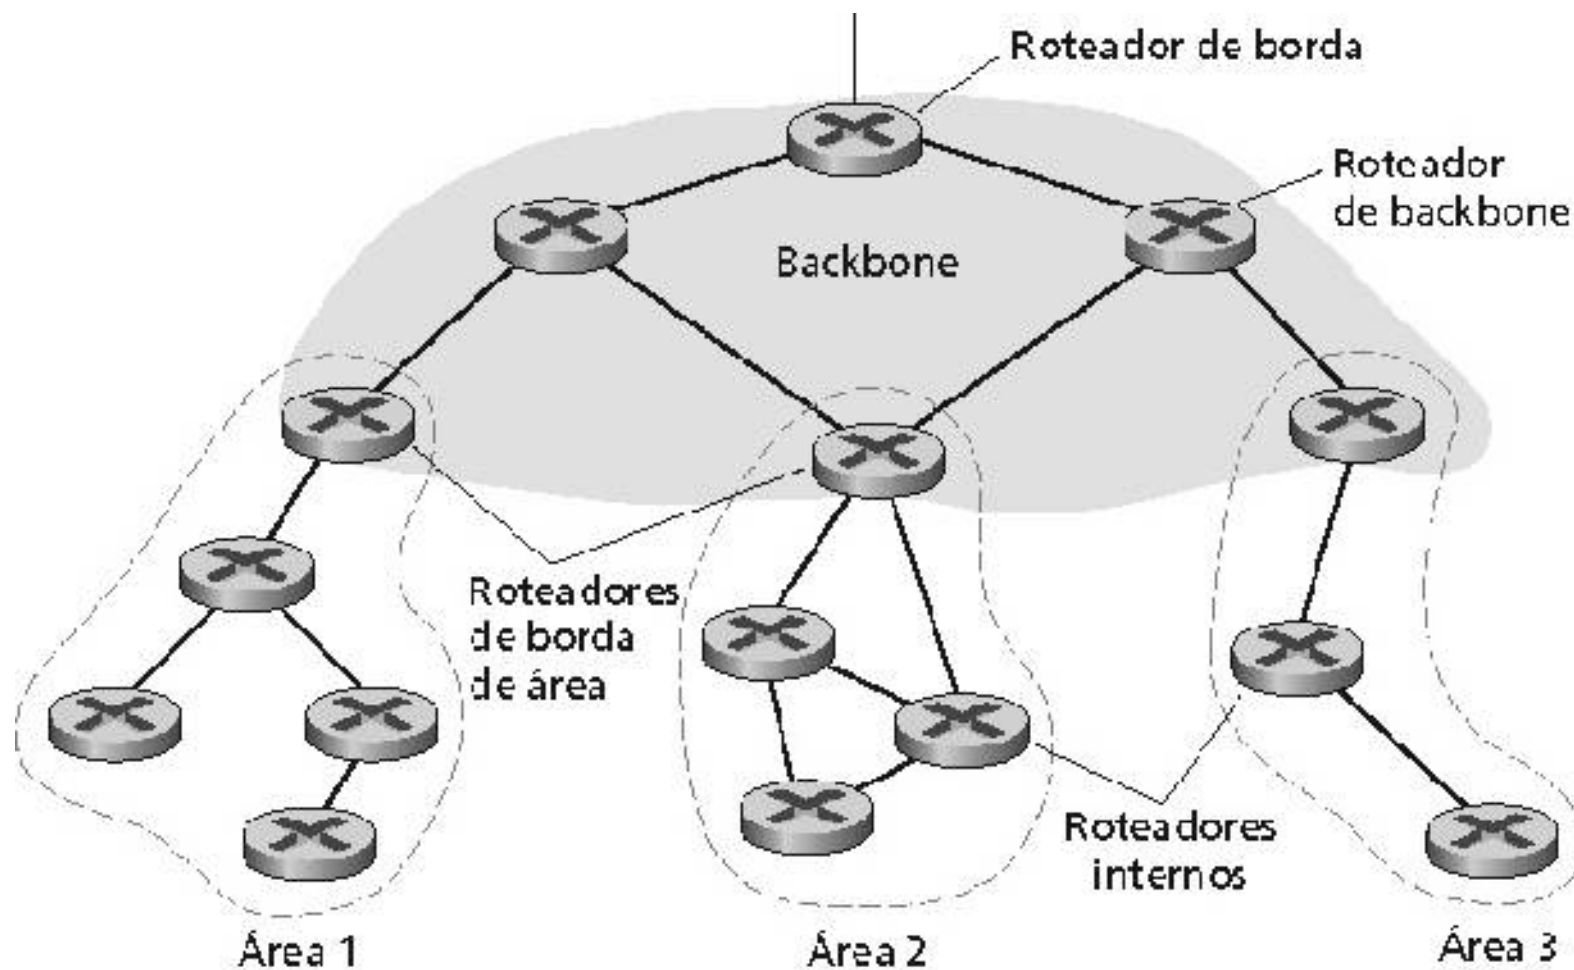 Roteador de borda
Roteador
de backbone
Backbone
Roteadores
de borda
de área
Roteadores
internos
Área 1
Área 2
Área 3